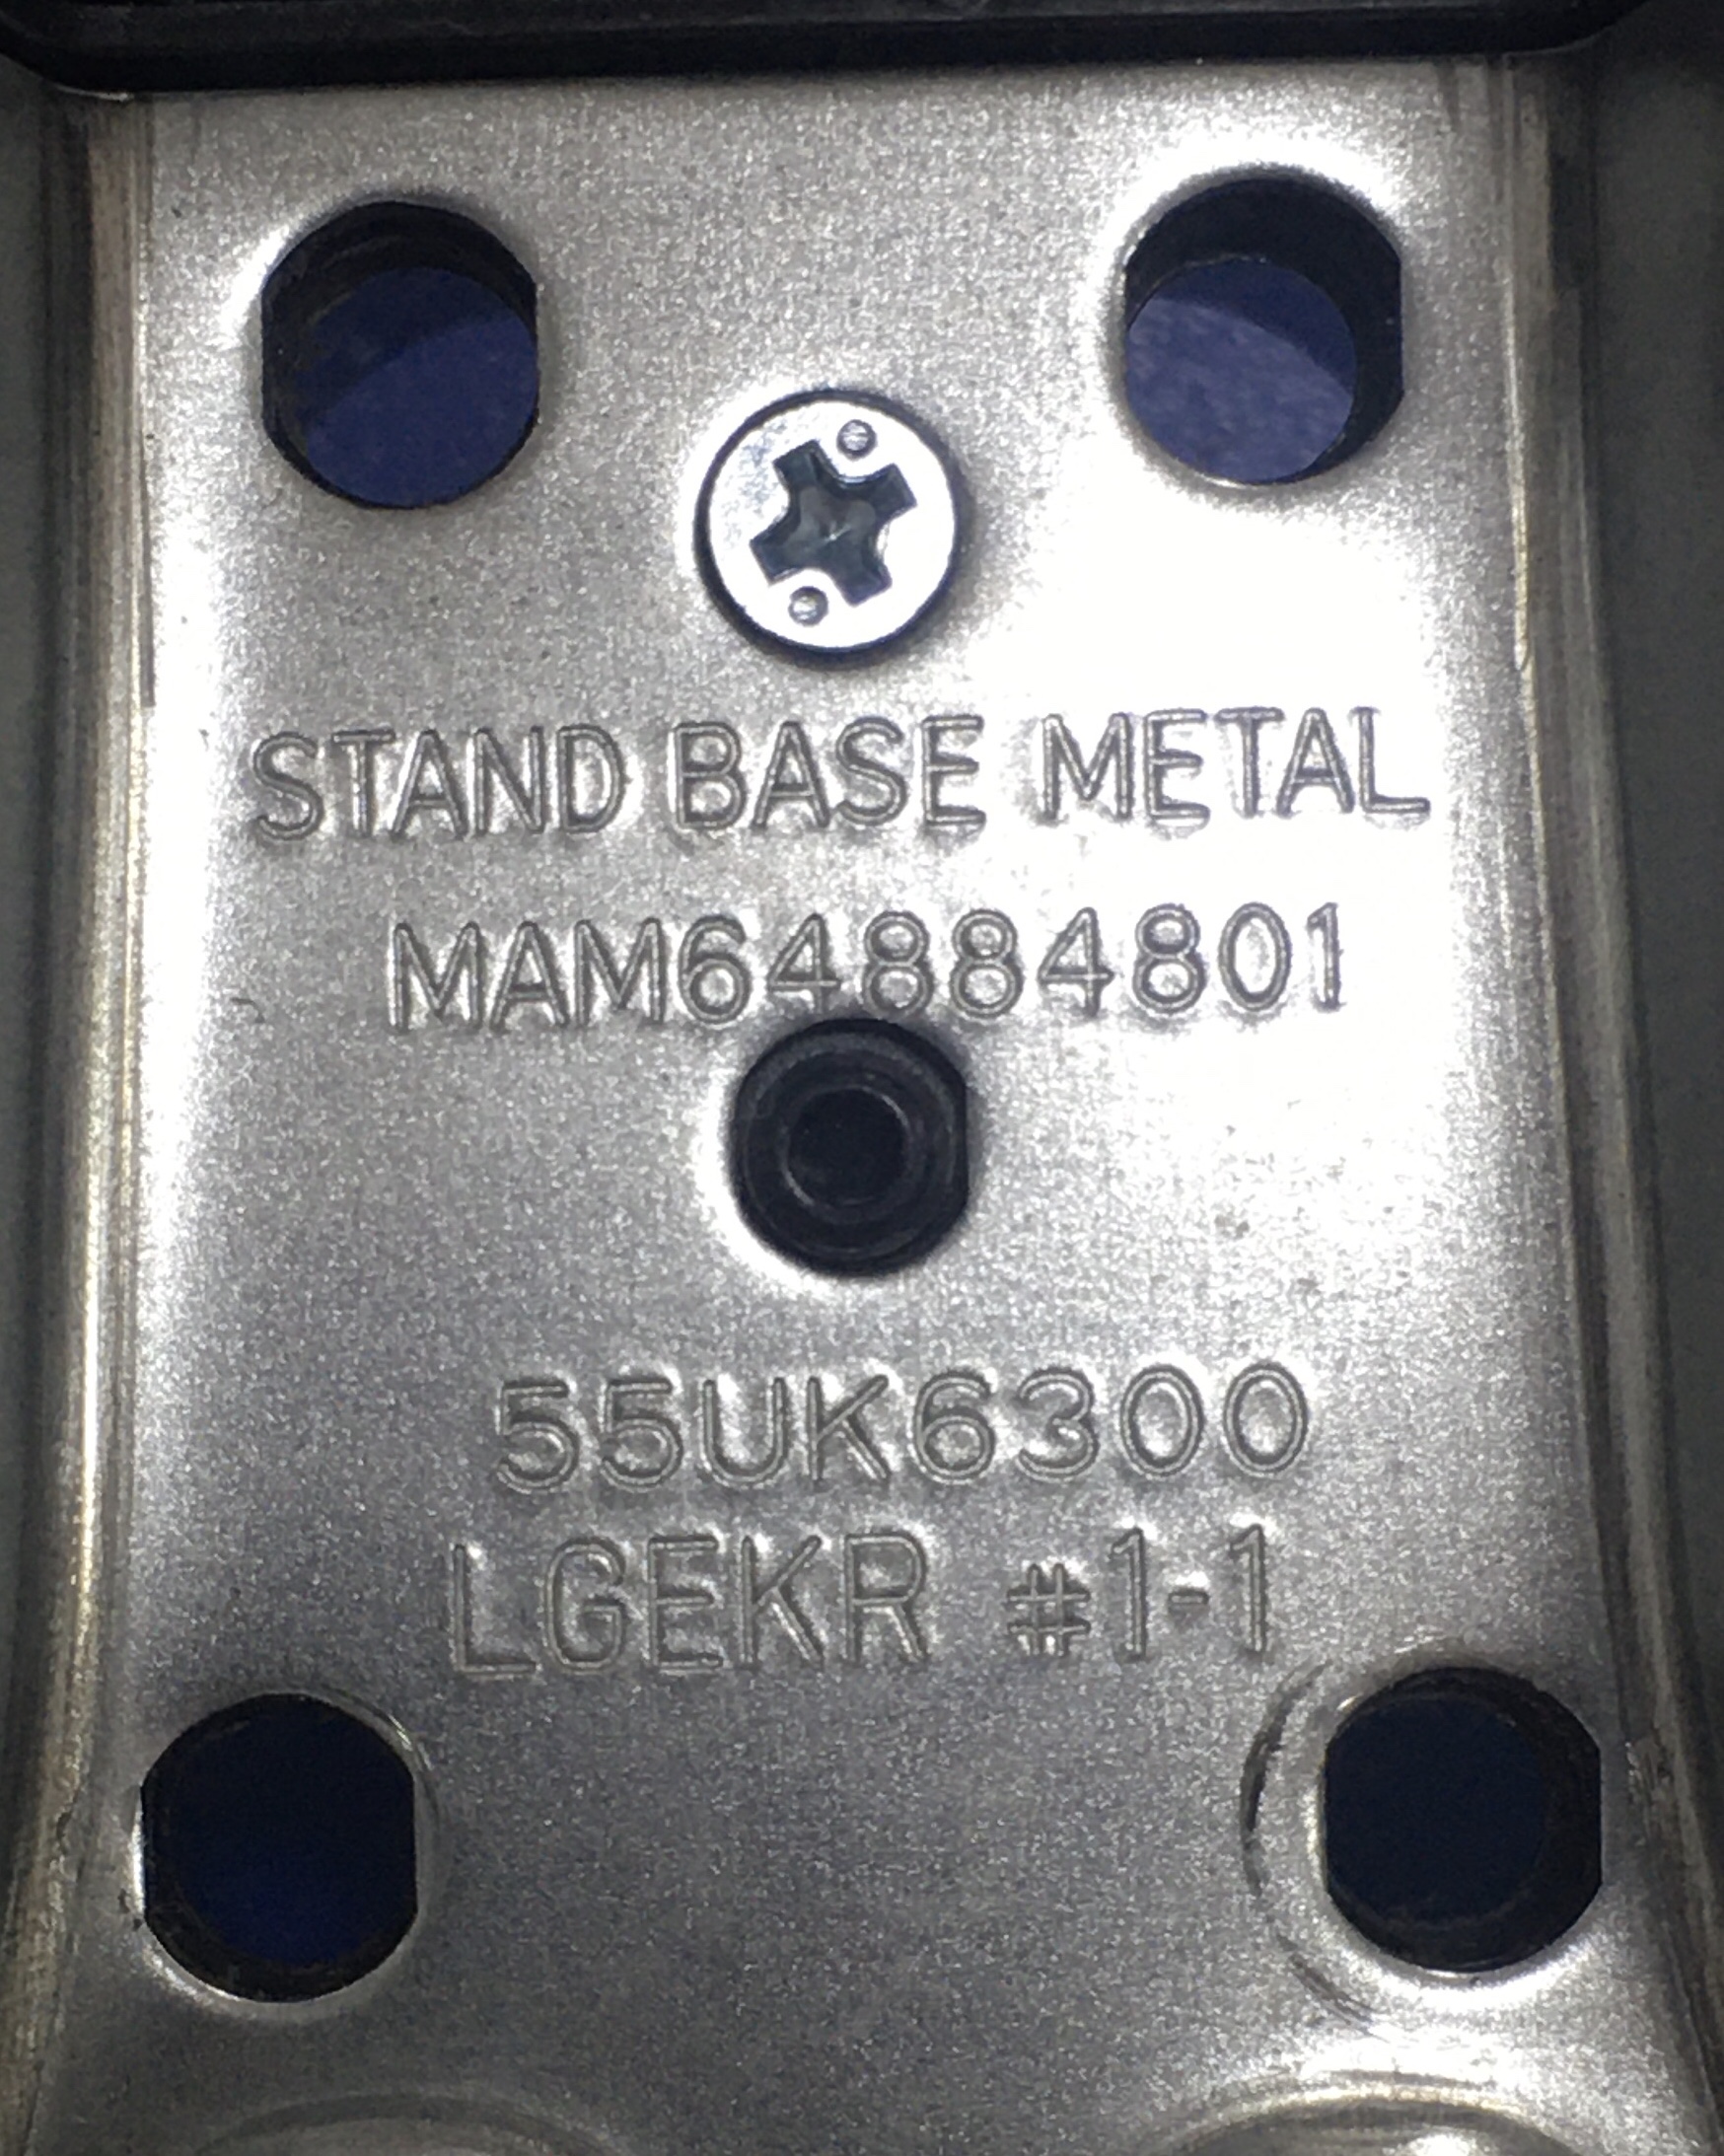 STAND BASE METAL
MAM64884801
55UK6300
LGEKR #1-1